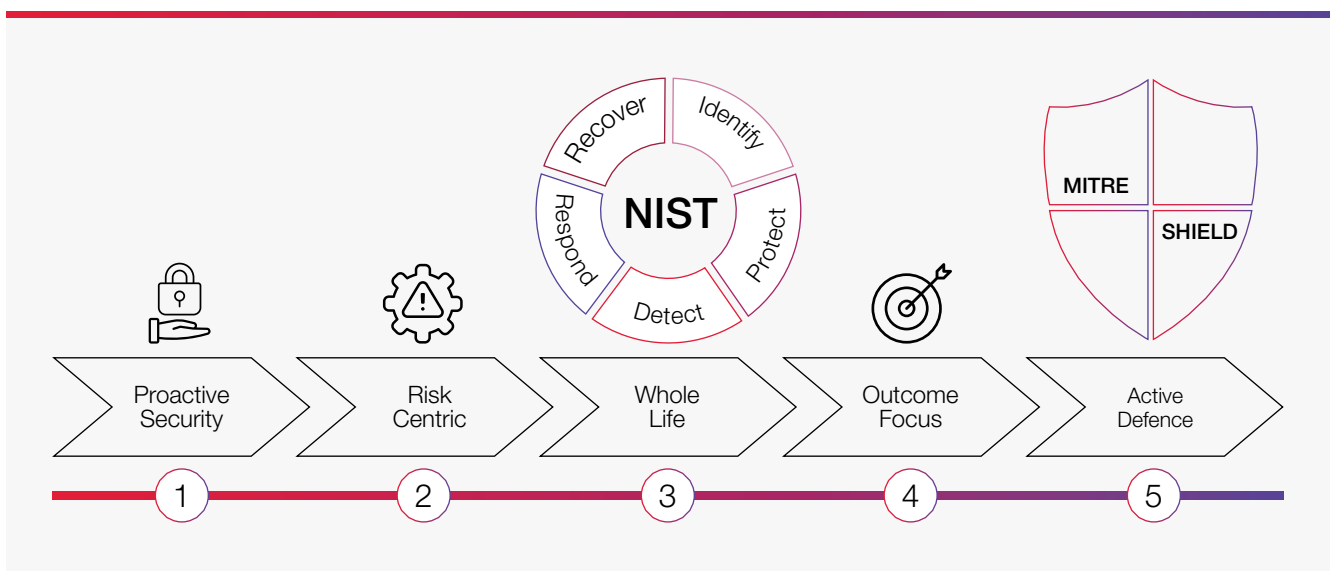 Recover
Identify
Respond
NIST
Protect
Detect
MITRE
SHIELD
Proactive
Security
Risk
Centric
Whole
Life
Outcome
Focus
Active
Defence
1
2
3
4
5